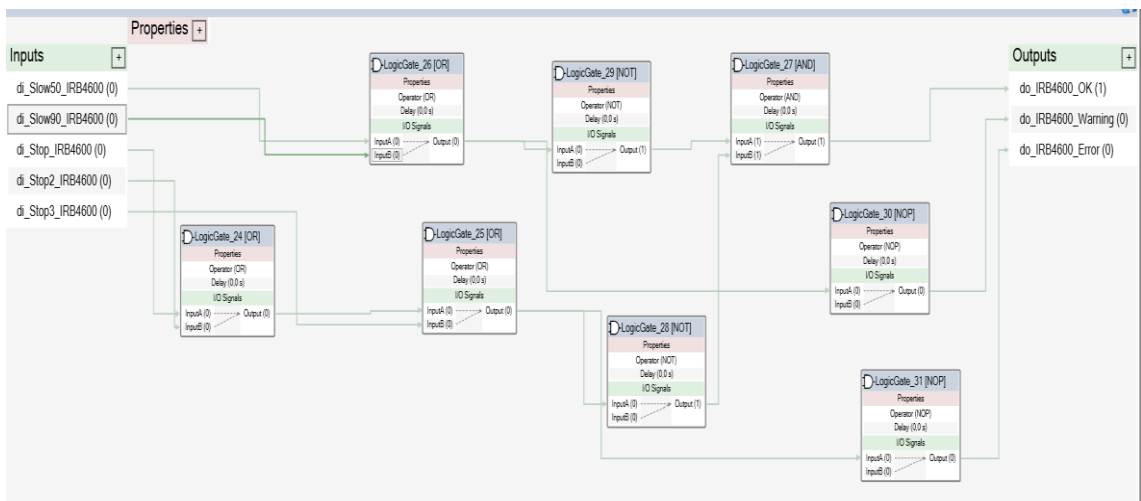 Properties +
Inputs +
di_Slow50_IRB4600 (0)
di_Slow90_IRB4600 (0)
di_Stop_IRB4600 (0)
di_Stop2_IRB4600 (0)
di_Stop3_IRB4600 (0)
LogicGate_26 [OR]
Properties
Operator (OR)
Delay (0,0 s)
I/O Signals
InputA (0) Output (0)
InputB (0)
LogicGate_29 [NOT]
Properties
Operator (NOT)
Delay (0,0 s)
I/O Signals
InputA (0) Output (1)
InputB (0)
LogicGate_27 [AND]
Properties
Operator (AND)
Delay (0,0 s)
I/O Signals
InputA (1) Output (1)
InputB (1)
Outputs +
do_IRB4600_OK (1)
do_IRB4600_Warning (0)
do_IRB4600_Error (0)
LogicGate_24 [OR]
Properties
Operator (OR)
Delay (0,0 s)
I/O Signals
InputA (0) Output (0)
InputB (0)
LogicGate_25 [OR]
Properties
Operator (OR)
Delay (0,0 s)
I/O Signals
InputA (0) Output (0)
InputB (0)
LogicGate_30 [NOP]
Properties
Operator (NOP)
Delay (0,0 s)
I/O Signals
InputA (0) Output (0)
InputB (0)
LogicGate_28 [NOT]
Properties
Operator (NOT)
Delay (0,0 s)
I/O Signals
InputA (0) Output (1)
InputB (0)
LogicGate_31 [NOP]
Properties
Operator (NOP)
Delay (0,0 s)
I/O Signals
InputA (0) Output (0)
InputB (0)